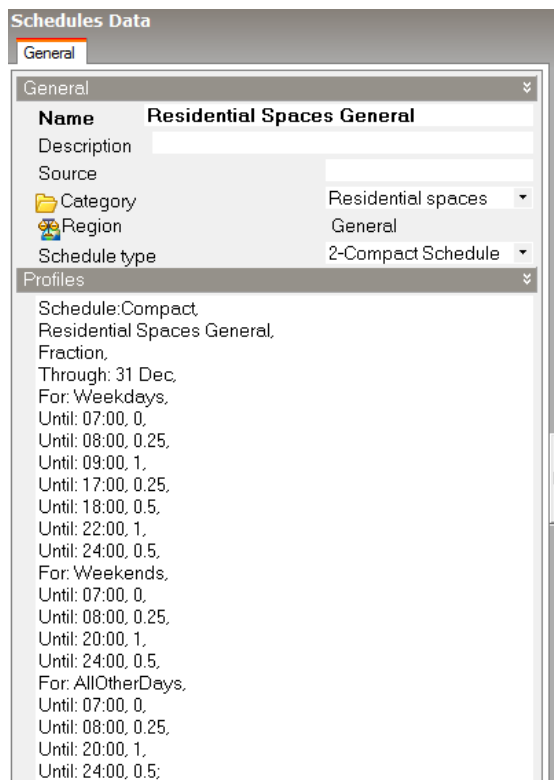 Schedules Data
General
General
Name Residential Spaces General
Description
Source
Category Residential spaces
Region General
Schedule type 2-Compact Schedule
Profiles
Schedule:Compact,
Residential Spaces General,
Fraction,
Through: 31 Dec,
For: Weekdays,
Until: 07:00, 0,
Until: 08:00, 0.25,
Until: 09:00, 1,
Until: 17:00, 0.25,
Until: 18:00, 0.5,
Until: 22:00, 1,
Until: 24:00, 0.5,
For: Weekends,
Until: 07:00, 0,
Until: 08:00, 0.25,
Until: 20:00, 1,
Until: 24:00, 0.5,
For: AllOtherDays,
Until: 07:00, 0,
Until: 08:00, 0.25,
Until: 20:00, 1,
Until: 24:00, 0.5;